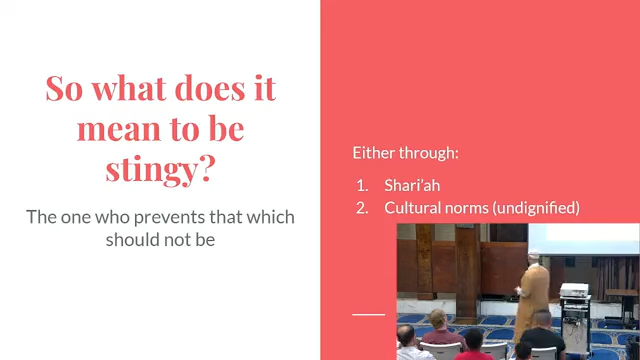 So what does it
mean to be
stingy?
The one who prevents that which
should not be
Either through:
1. Shari'ah
2. Cultural norms (undignified)